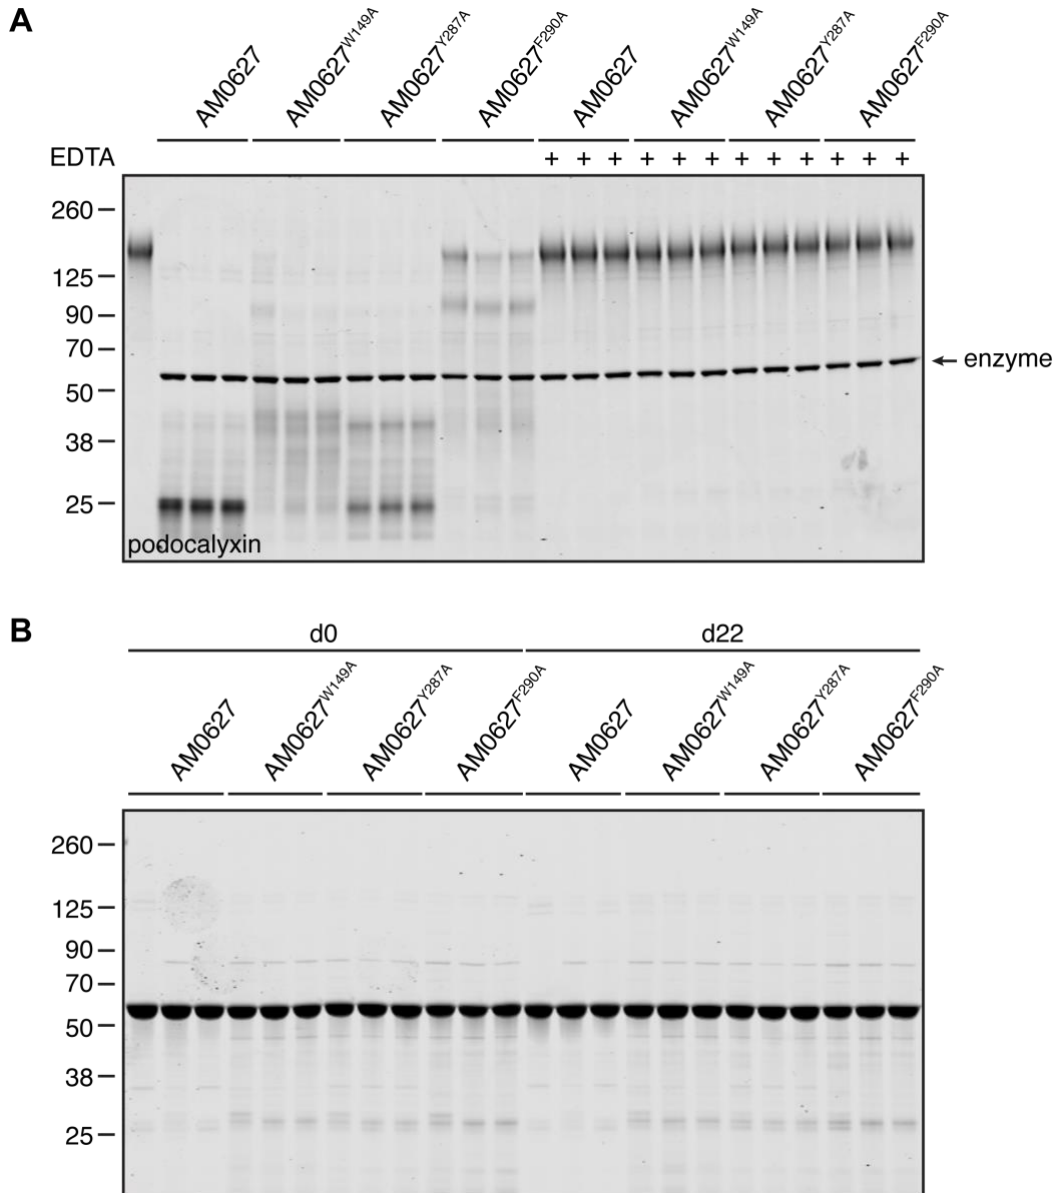 A
AM0627 AM0627W149A AM0627Y287A AM0627F290A AM0627 AM0627W149A AM0627Y287A AM0627F290A
EDTA + + + + + + + + + + + +
260
125
90
70
enzyme
50
38
25
podocalyxin
B
d0 d22
AM0627 AM0627W149A AM0627Y287A AM0627F290A AM0627 AM0627W149A AM0627Y287A AM0627F290A
260
125
90
70
50
38
25